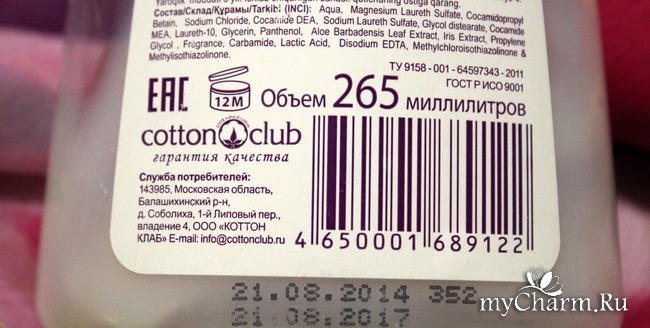 Состав/Склад/Құрамы/Tarkit: (INCI): Aqua, Magnesium Laureth Sulfate, Cocamidopropyl
Betain, Sodium Chloride, Cocamide DEA, Sodium Laureth Sulfate, Glycol distearate, Cocamide
MEA, Laureth-10, Glycerin, Panthenol, Aloe Barbadensis Leaf Extract, Iris Extract, Propylene
Glycol, Fragrance, Carbamide, Lactic Acid, Disodium EDTA, Methylchloroisothiazolinone &
Methylisothiazolinone.
ТУ 9158 - 001 - 64597343 - 2011
ГОСТ Р ИСО 9001
ЕАС
12М
Объем 265 миллилитров
cotton club
гарантия качества
Служба потребителей:
143985, Московская область,
Балашихинский р-н,
д. Соболиха, 1-й Липовый пер.,
владение 4, ООО «КОТТОН
КЛАБ» E-mail: info@cottonclub.ru
4 650001 689122
21.08.2014 352
21.08.2017
myCharm.Ru